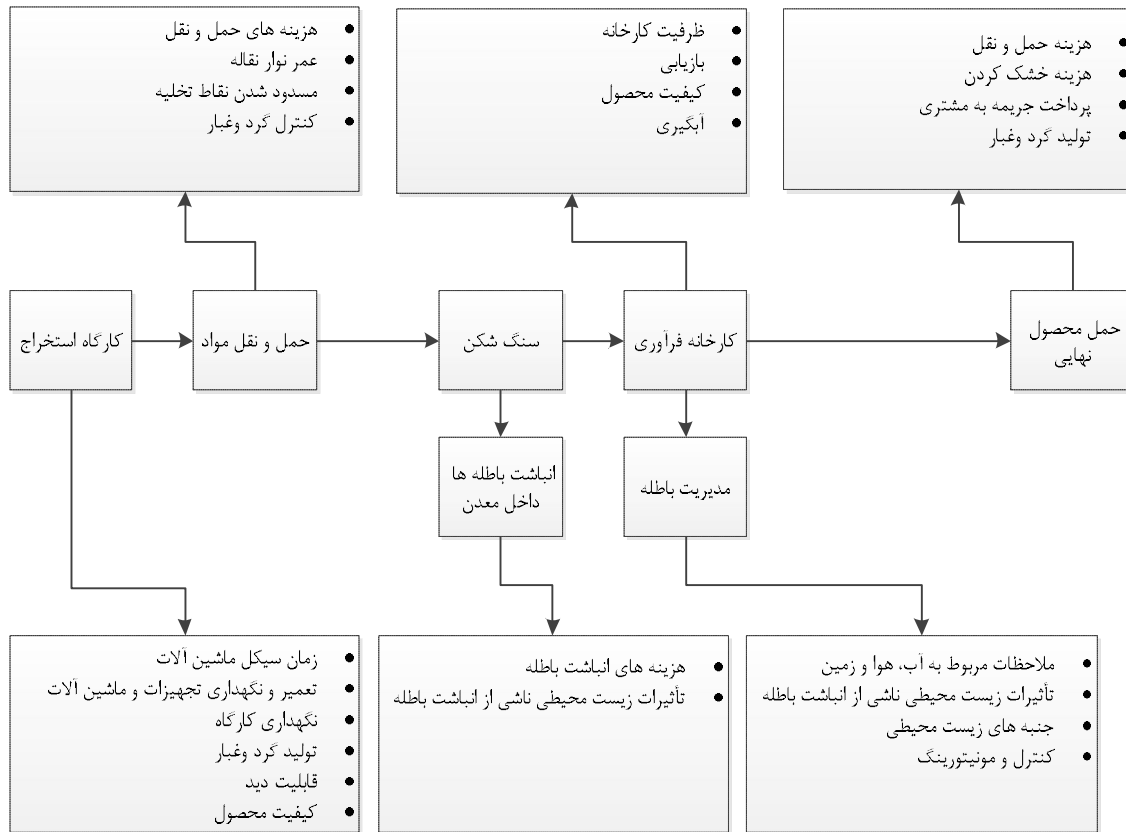 هزینه های حمل و نقل
عمر نوار نقاله
مسدود شدن نقاط تخلیه
کنترل گرد وغبار
ظرفیت کارخانه
بازیابی
کیفیت محصول
آبگیری
هزینه حمل و نقل
هزینه خشک کردن
پرداخت جریمه به مشتری
تولید گرد وغبار
کارگاه استخراج
حمل و نقل مواد
سنگ شکن
کارخانه فرآوری
حمل محصول
نهایی
انباشت باطله ها
داخل معدن
مدیریت باطله
زمان سیکل ماشین آلات
تعمیر و نگهداری تجهیزات و ماشین آلات
نگهداری کارگاه
تولید گرد وغبار
قابلیت دید
کیفیت محصول
هزینه های انباشت باطله
تأثیرات زیست محیطی ناشی از انباشت باطله
ملاحظات مربوط به آب، هوا و زمین
تأثیرات زیست محیطی ناشی از انباشت باطله
جنبه های زیست محیطی
کنترل و مونیتورینگ